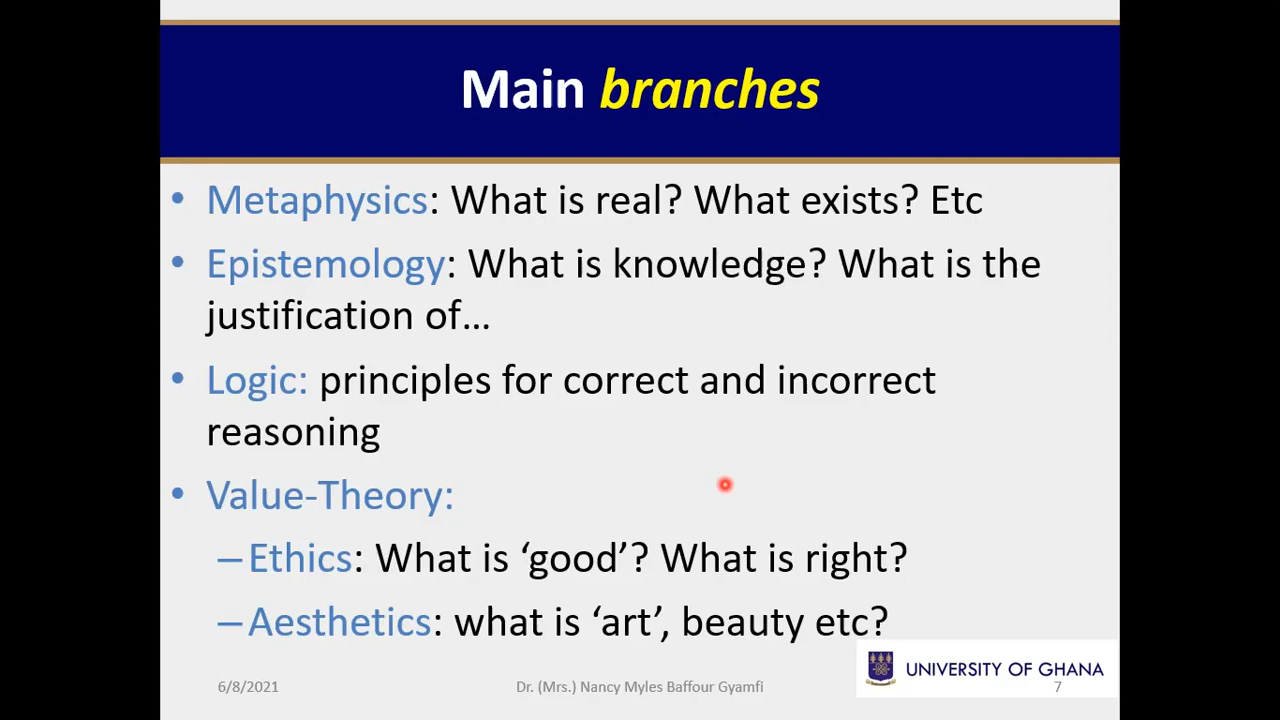 Main branches
• Metaphysics: What is real? What exists? Etc
• Epistemology: What is knowledge? What is the
justification of…
• Logic: principles for correct and incorrect
reasoning
• Value-Theory:
–Ethics: What is ‘good’? What is right?
–Aesthetics: what is ‘art’, beauty etc?
UNIVERSITY OF GHANA
6/8/2021
Dr. (Mrs.) Nancy Myles Baffour Gyamfi
7